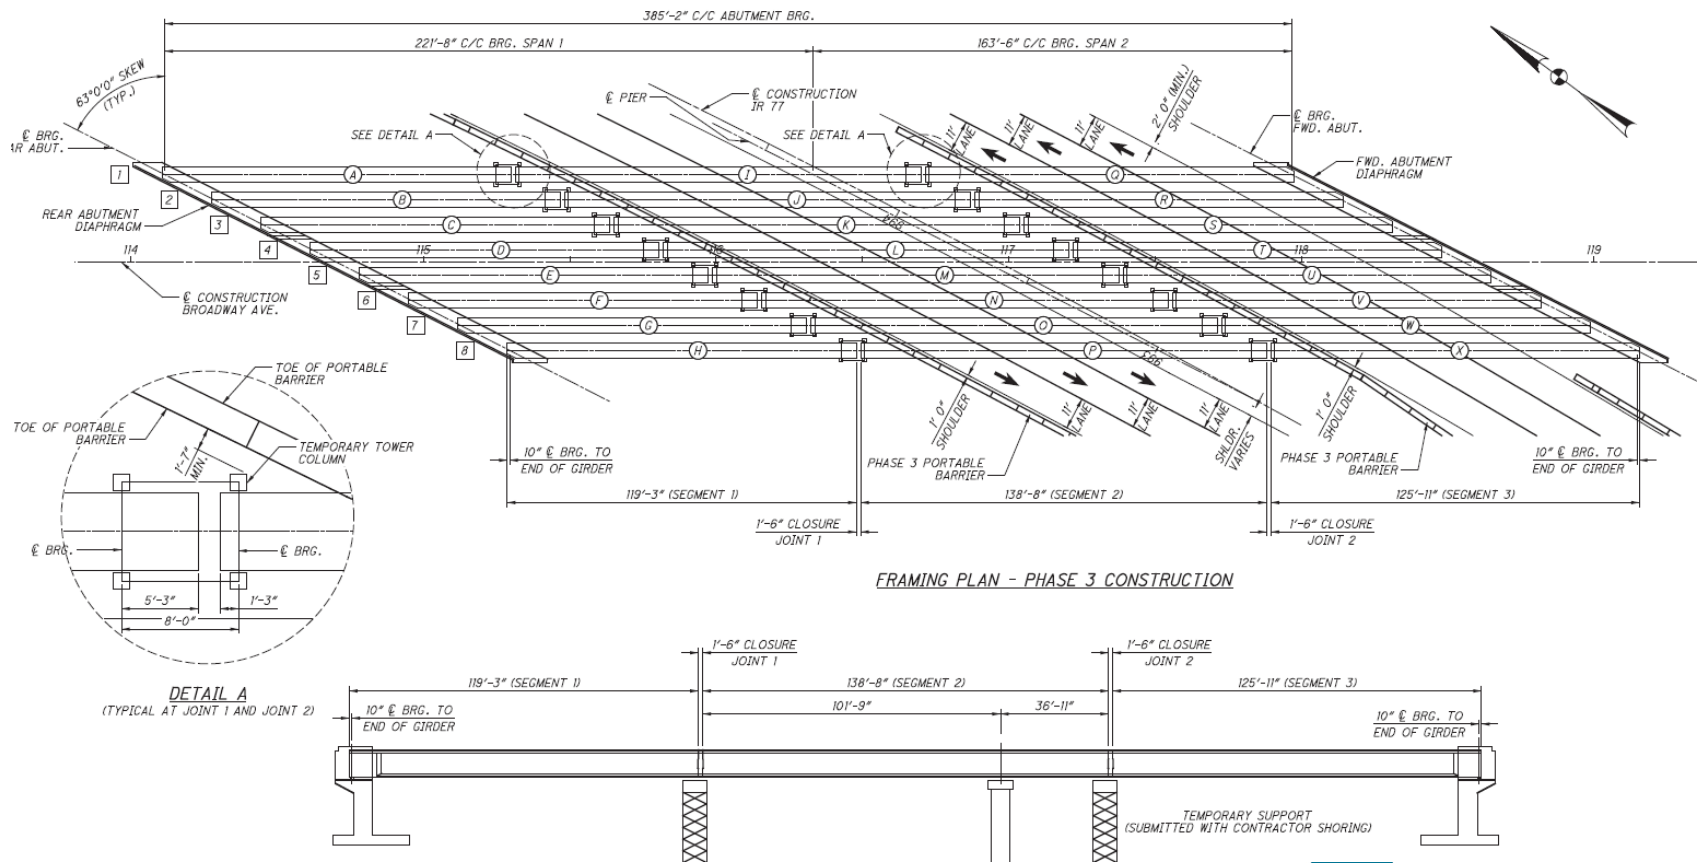 385'-2" C/C ABUTMENT BRG.
221'-8" C/C BRG. SPAN 1
163'-6" C/C BRG. SPAN 2
63°0'0" SKEW
(TYP.)
℄ BRG.
AR ABUT.
SEE DETAIL A
℄ PIER
℄ CONSTRUCTION
IR 77
SEE DETAIL A
11'
LANE
11'
LANE
11'
LANE
2' 0" (MIN.)
SHOULDER
℄ BRG.
FWD. ABUT.
FWD. ABUTMENT
DIAPHRAGM
1
A
I
Q
2
B
J
R
REAR ABUTMENT
DIAPHRAGM
3
C
K
S
4
D
L
T
114
115
116
117
118
119
5
E
M
U
℄ CONSTRUCTION
BROADWAY AVE.
6
F
N
V
7
G
O
W
8
H
P
X
992
993
TOE OF PORTABLE
BARRIER
TOE OF PORTABLE
BARRIER
TEMPORARY TOWER
COLUMN
1'-7"
MIN.
℄ BRG.
℄ BRG.
5'-3"
1'-3"
8'-0"
DETAIL A
(TYPICAL AT JOINT 1 AND JOINT 2)
10" ℄ BRG. TO
END OF GIRDER
1' 0"
SHOULDER
PHASE 3 PORTABLE
BARRIER
11'
LANE
11'
LANE
11'
LANE
SHLDR.
VARIES
1' 0"
SHOULDER
PHASE 3 PORTABLE
BARRIER
10" ℄ BRG. TO
END OF GIRDER
119'-3" (SEGMENT 1)
138'-8" (SEGMENT 2)
125'-11" (SEGMENT 3)
1'-6" CLOSURE
JOINT 1
1'-6" CLOSURE
JOINT 2
FRAMING PLAN - PHASE 3 CONSTRUCTION
1'-6" CLOSURE
JOINT 1
1'-6" CLOSURE
JOINT 2
119'-3" (SEGMENT 1)
138'-8" (SEGMENT 2)
125'-11" (SEGMENT 3)
10" ℄ BRG. TO
END OF GIRDER
101'-9"
36'-11"
10" ℄ BRG. TO
END OF GIRDER
TEMPORARY SUPPORT
(SUBMITTED WITH CONTRACTOR SHORING)